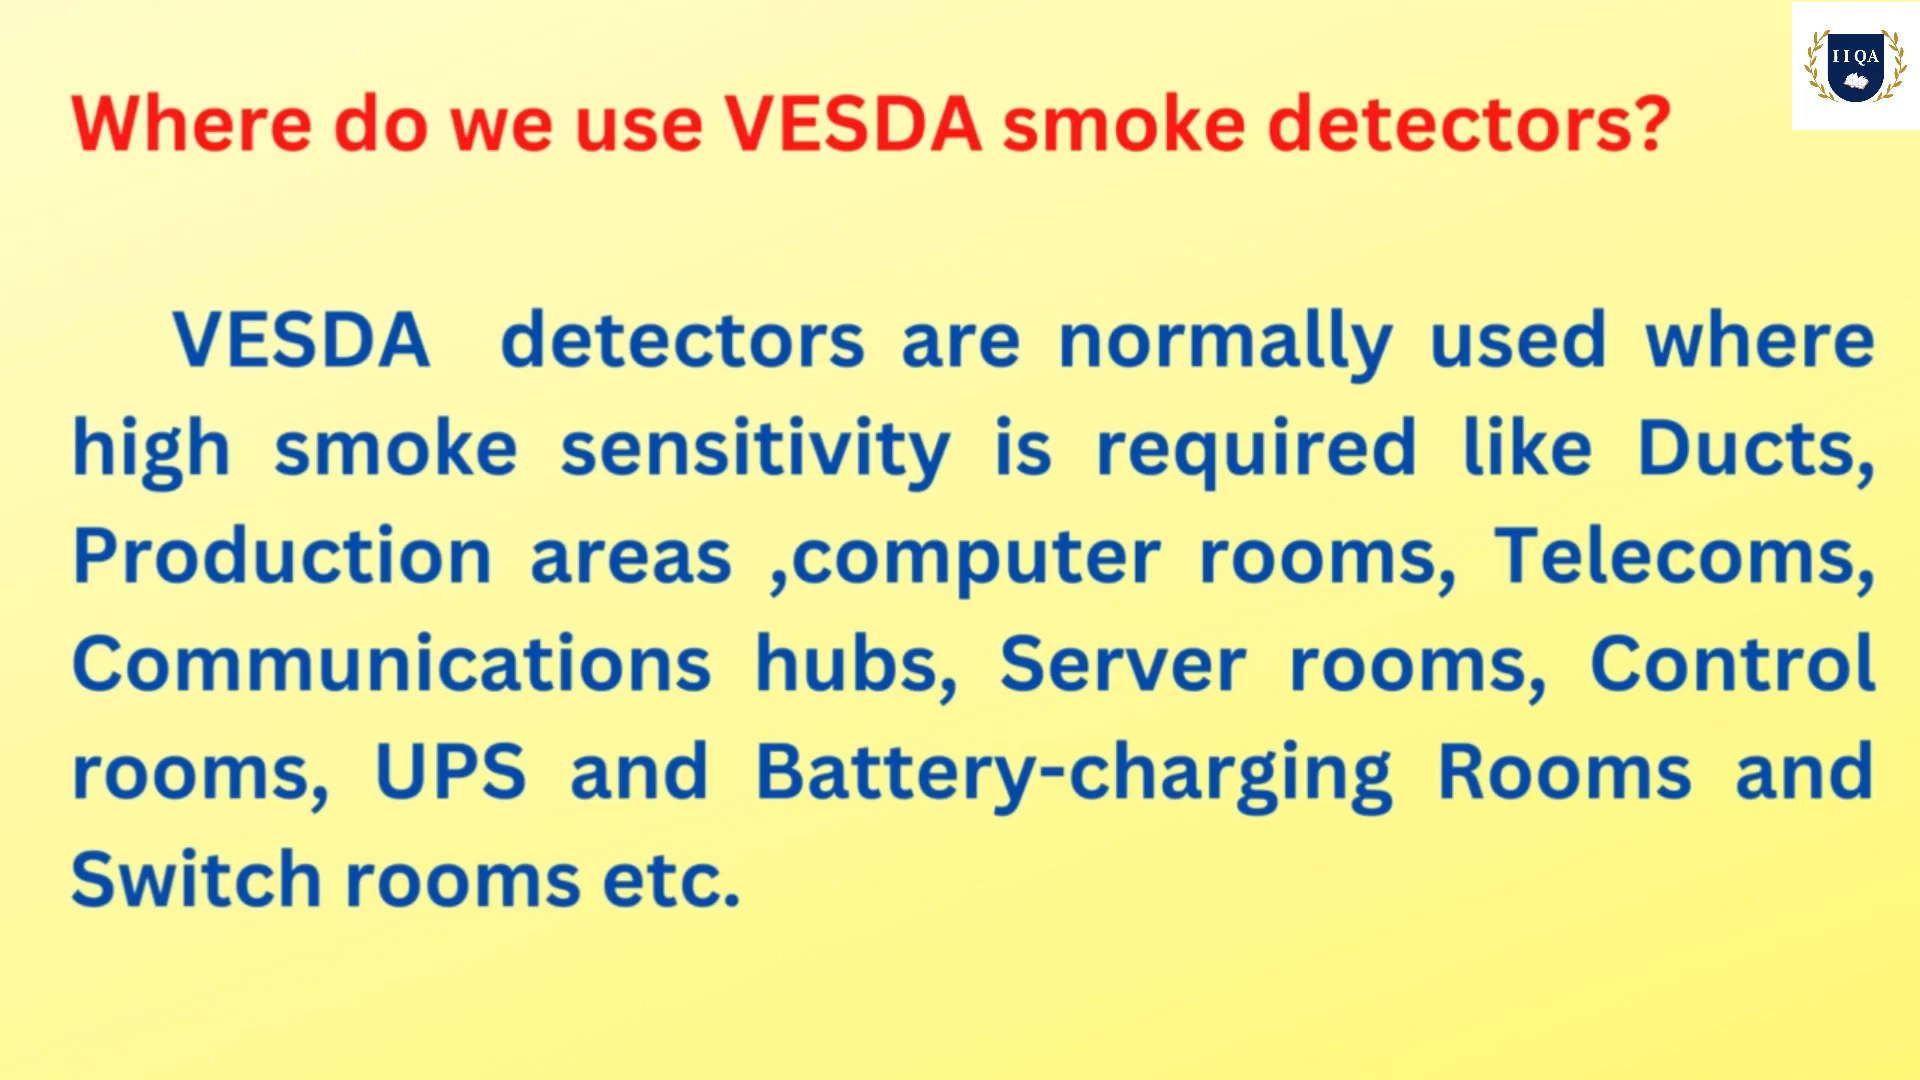 IIQA
Where do we use VESDA smoke detectors?
VESDA detectors are normally used where
high smoke sensitivity is required like Ducts,
Production areas ,computer rooms, Telecoms,
Communications hubs, Server rooms, Control
rooms, UPS and Battery-charging Rooms and
Switch rooms etc.